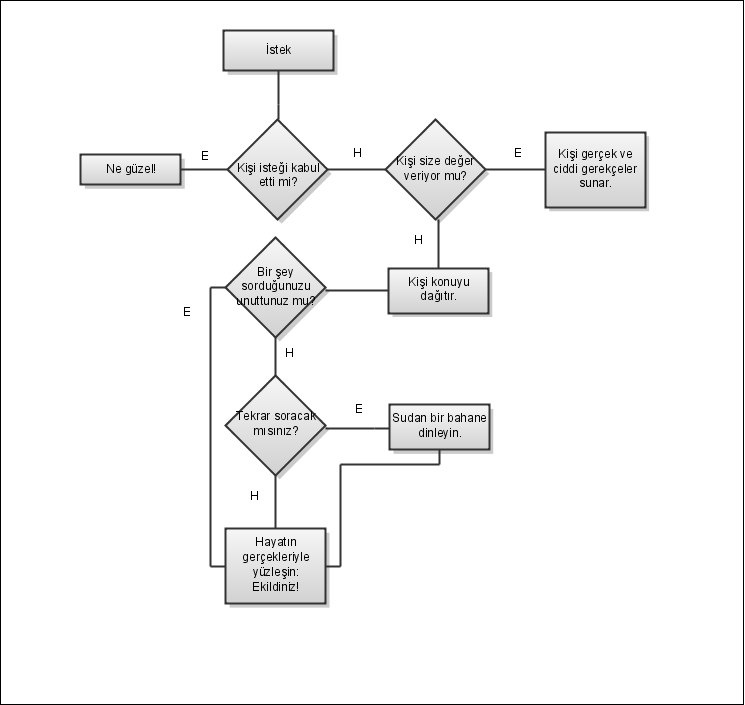 İstek
E
Kişi isteği kabul
etti mi?
H
Kişi size değer
veriyor mu?
E
Kişi gerçek ve
ciddi gerekçeler
sunar.
Ne güzel!
H
Bir şey
sorduğunuzu
unuttunuz mu?
Kişi konuyu
dağıtır.
E
H
Tekrar soracak
mısınız?
E
Sudan bir bahane
dinleyin.
H
Hayatın
gerçekleriyle
yüzleşin:
Ekildiniz!